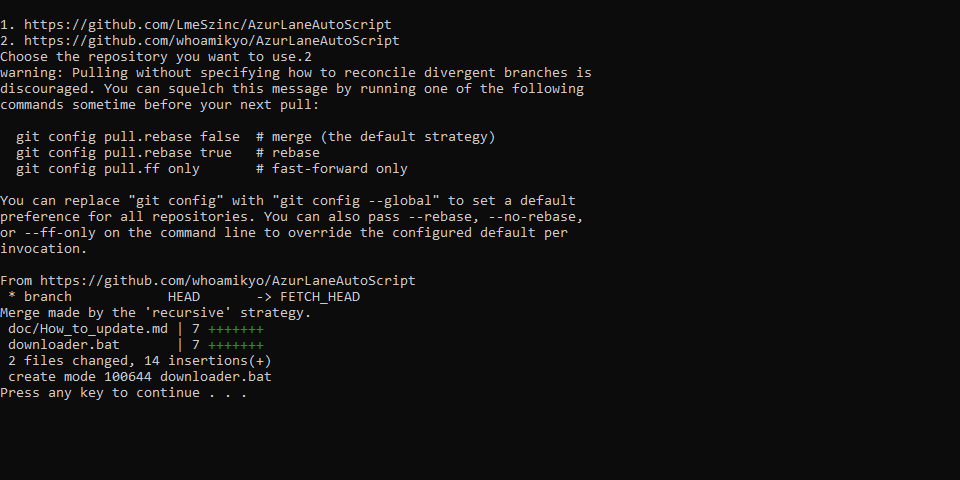 1. https://github.com/LmeSzinc/AzurLaneAutoScript
2. https://github.com/whoamikyo/AzurLaneAutoScript
Choose the repository you want to use.2
warning: Pulling without specifying how to reconcile divergent branches is
discouraged. You can squelch this message by running one of the following
commands sometime before your next pull:
  git config pull.rebase false  # merge (the default strategy)
  git config pull.rebase true   # rebase
  git config pull.ff only       # fast-forward only
You can replace "git config" with "git config --global" to set a default
preference for all repositories. You can also pass --rebase, --no-rebase,
or --ff-only on the command line to override the configured default per
invocation.
From https://github.com/whoamikyo/AzurLaneAutoScript
 * branch            HEAD       -> FETCH_HEAD
Merge made by the 'recursive' strategy.
 doc/How_to_update.md | 7 +++++++
 downloader.bat       | 7 +++++++
 2 files changed, 14 insertions(+)
 create mode 100644 downloader.bat
Press any key to continue . . .